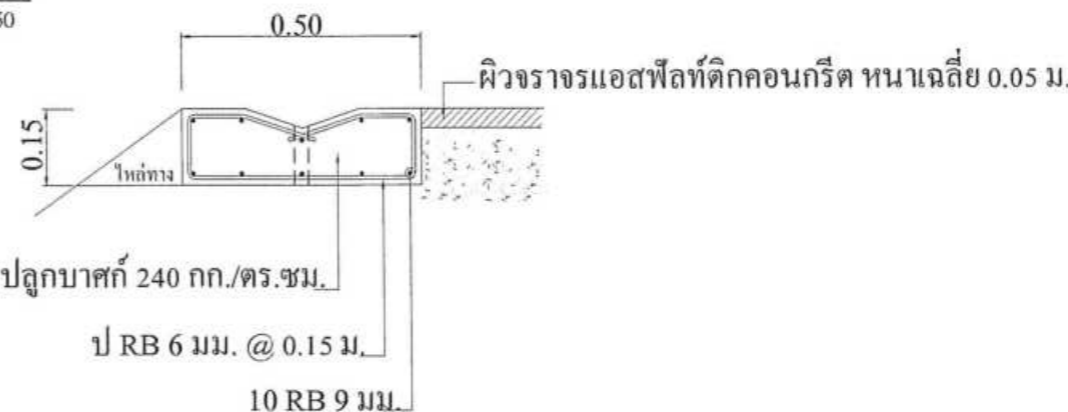 50
0.50
ผิวจราจรแอสฟัลท์ติกคอนกรีต หนาเฉลี่ย 0.05 ม.
0.15
ไหล่ทาง
ปลูกบาศก์ 240 กก./ตร.ซม.
ป RB 6 มม. @ 0.15 ม.
10 RB 9 มม.